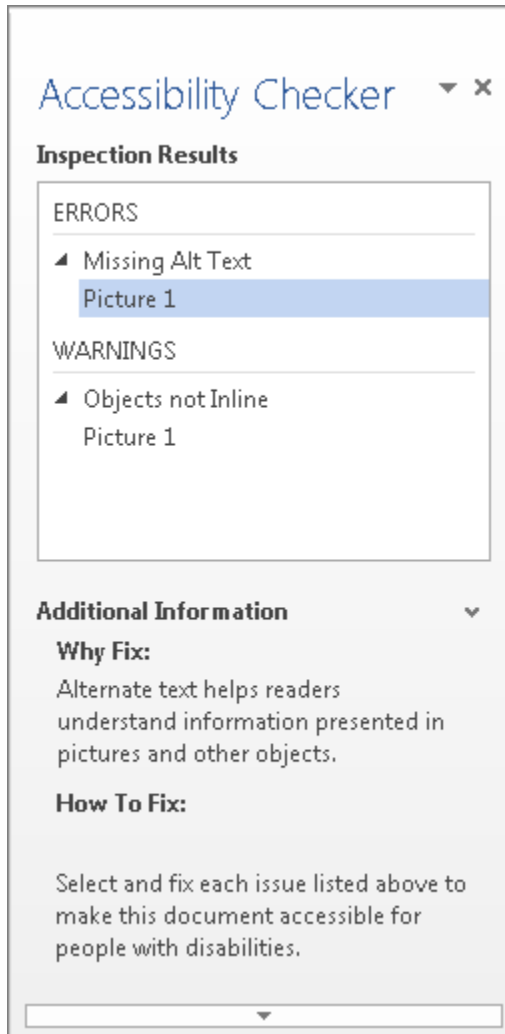 Accessibility Checker
Inspection Results
ERRORS
Missing Alt Text
Picture 1
WARNINGS
Objects not Inline
Picture 1
Additional Information
Why Fix:
Alternate text helps readers
understand information presented in
pictures and other objects.
How To Fix:
Select and fix each issue listed above to
make this document accessible for
people with disabilities.